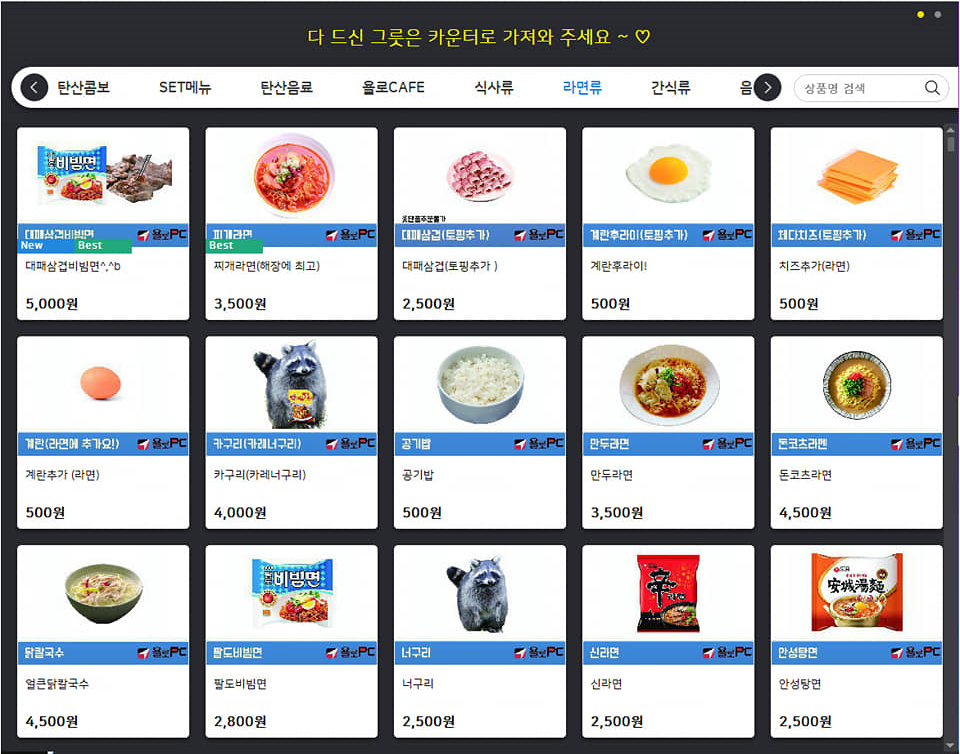 다 드신 그릇은 카운터로 가져와 주세요 ~ ♡
탄산콤보 SET메뉴 탄산음료 욜로CAFE 식사류 라면류 간식류 음 상품명 검색
비빔면
대패삼겹비빔면 욜로PC
New Best
대패삼겹비빔면^,^b
5,000원
찌개라면 욜로PC
Best
찌개라면(해장에 최고)
3,500원
대패삼겹(토핑추가) 욜로PC
대패삼겹(토핑추가 )
2,500원
계란후라이(토핑추가) 욜로PC
계란후라이!
500원
체다치즈(토핑추가) 욜로PC
치즈추가(라면)
500원
계란(라면에 추가요!) 욜로PC
계란추가 (라면)
500원
카구리(카레너구리) 욜로PC
카구리(카레너구리)
4,000원
공기밥 욜로PC
공기밥
500원
만두라면 욜로PC
만두라면
3,500원
돈코츠라멘 욜로PC
돈코츠라면
4,500원
닭칼국수 욜로PC
얼큰닭칼국수
4,500원
비빔면
팔도비빔면 욜로PC
팔도비빔면
2,800원
너구리 욜로PC
너구리
2,500원
辛
신라면 욜로PC
신라면
2,500원
농심
安城湯麵
안성탕면 욜로PC
안성탕면
2,500원